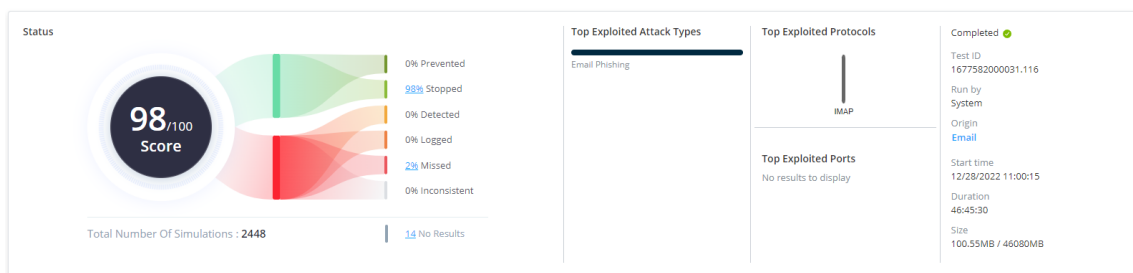 Status
98/100
Score
0% Prevented
98% Stopped
0% Detected
0% Logged
2% Missed
0% Inconsistent
Total Number Of Simulations : 2448
14 No Results
Top Exploited Attack Types
Email Phishing
Top Exploited Protocols
IMAP
Top Exploited Ports
No results to display
Completed
Test ID
1677582000031.116
Run by
System
Origin
Email
Start time
12/28/2022 11:00:15
Duration
46:45:30
Size
100.55MB / 46080MB